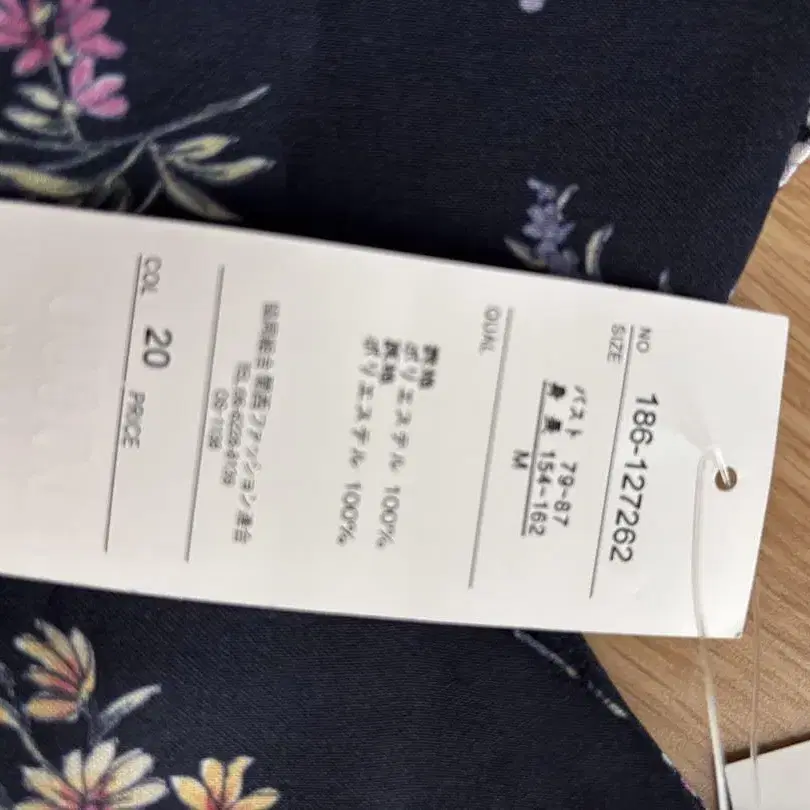 NO 186-127262
SIZE
バスト 79-87
身長 154-162
M
QUAL
表地
ポリエステル 100%
裏地
ポリエステル 100%
COL 20 PRICE